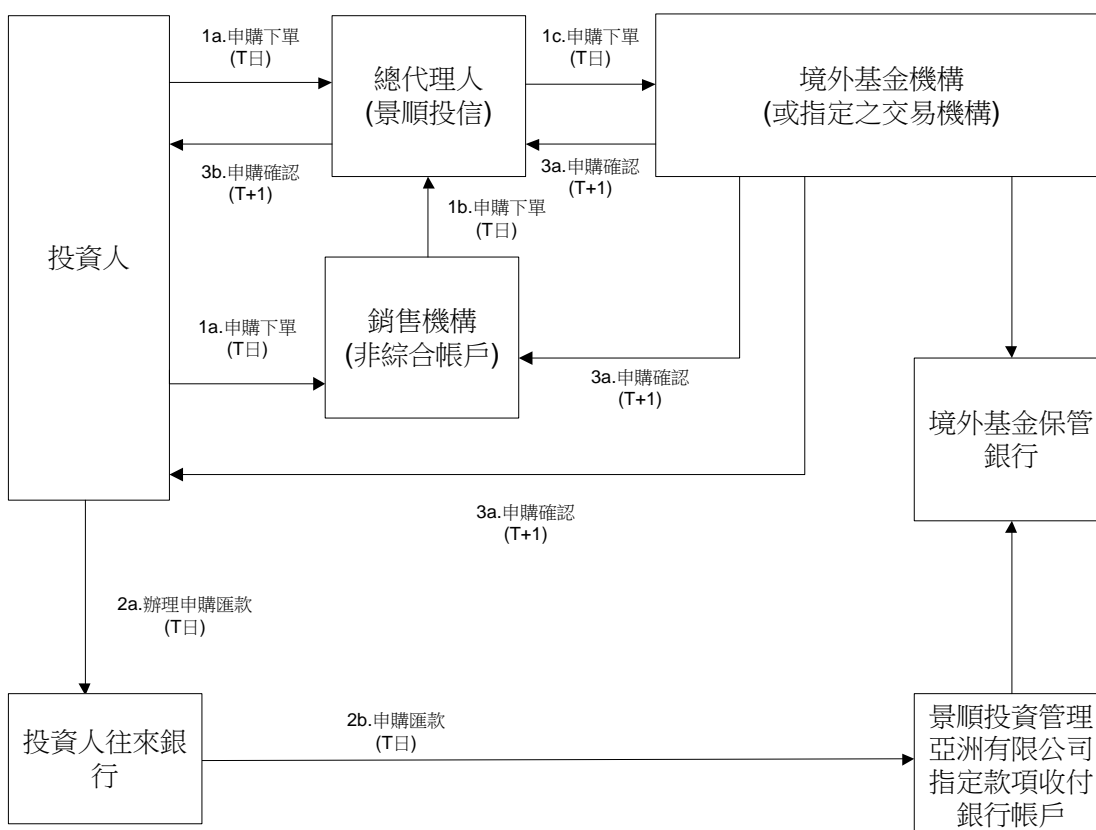 1a.申購下單
(T日)
1c.申購下單
(T日)
總代理人
(景順投信)
境外基金機構
(或指定之交易機構)
3b.申購確認
(T+1)
3a.申購確認
(T+1)
1b.申購下單
(T日)
投資人
銷售機構
(非綜合帳戶)
1a.申購下單
(T日)
3a.申購確認
(T+1)
境外基金保管
銀行
3a.申購確認
(T+1)
2a.辦理申購匯款
(T日)
投資人往來銀
行
2b.申購匯款
(T日)
景順投資管理
亞洲有限公司
指定款項收付
銀行帳戶